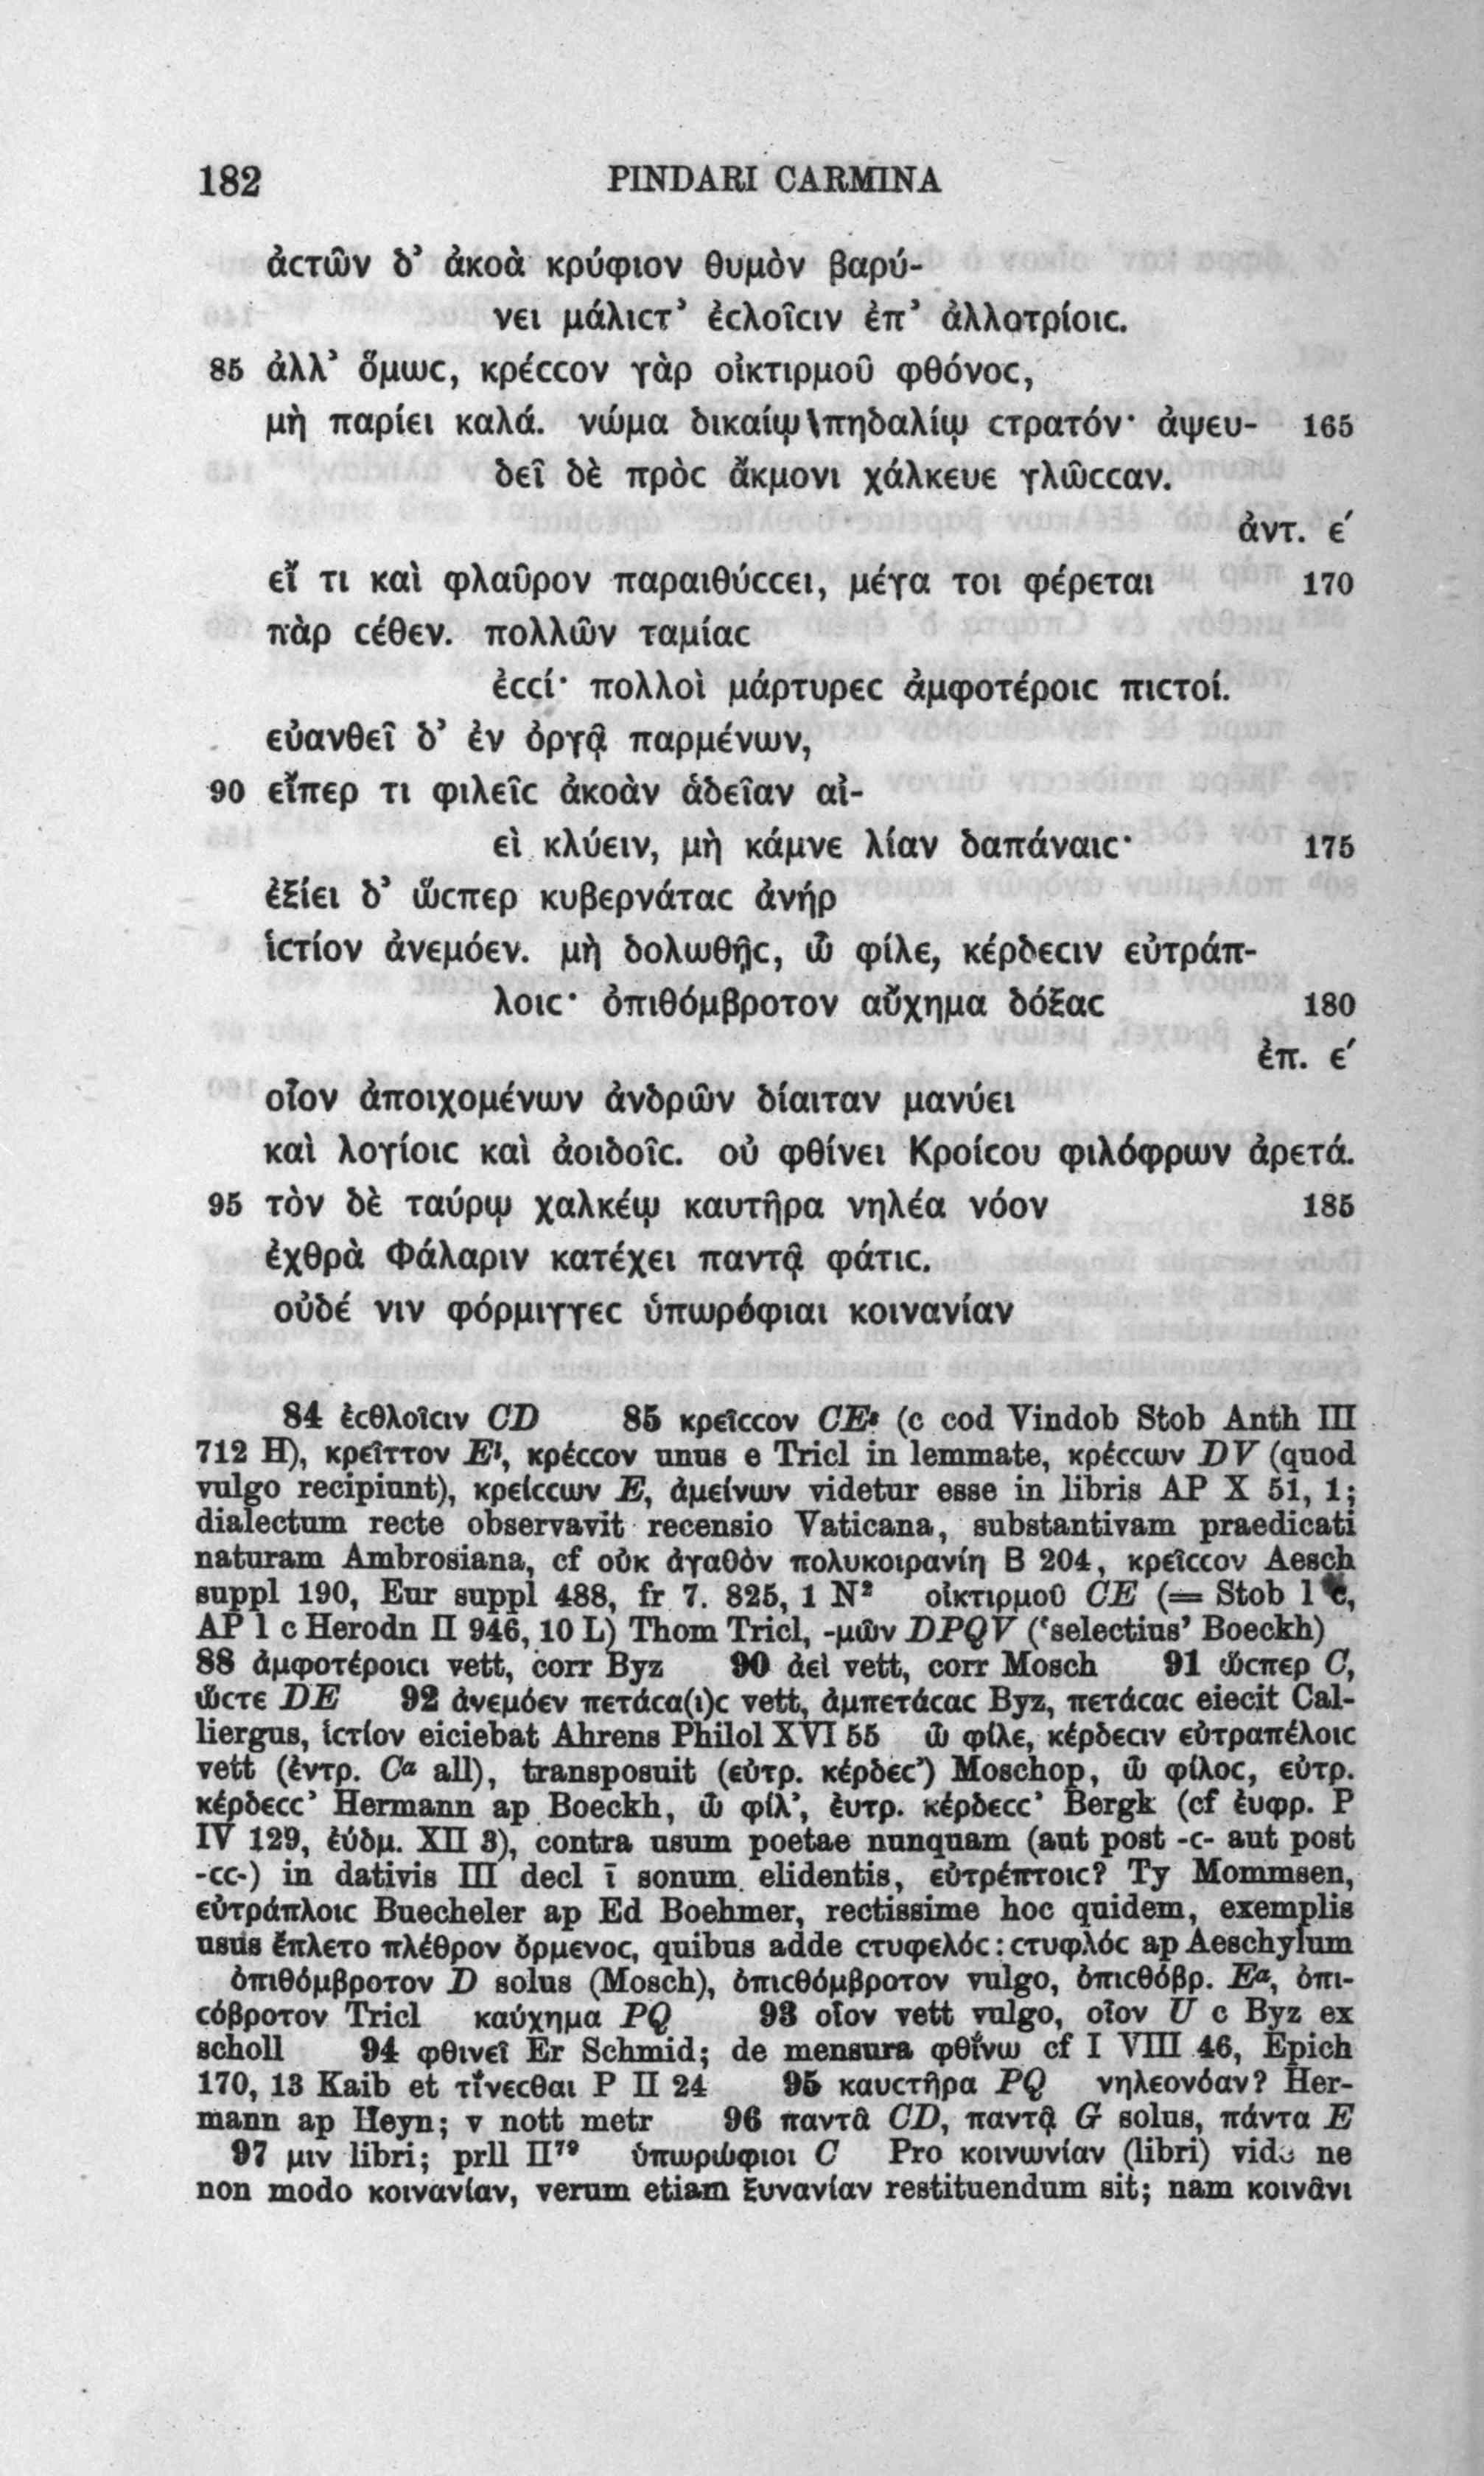 182 PINDARI CARMINA
ἀϲτῶν δ’ ἀκοὰ κρύφιον θυμὸν βαρύ-
νει μάλιϲτ’ ἐϲλοῖϲιν ἐπ’ ἀλλοτρίοιϲ.
85 ἀλλ’ ὅμωϲ, κρέϲϲον γὰρ οἰκτιρμοῦ φθόνοϲ,
μὴ παρίει καλά. νώμα δικαίῳ πηδαλίῳ ϲτρατόν· ἀψευ- 165
δεῖ δὲ πρὸϲ ἄκμονι χάλκευε γλῶϲϲαν.
ἀντ. ε´
εἴ τι καὶ φλαῦρον παραιθύϲϲει, μέγα τοι φέρεται 170
πὰρ ϲέθεν. πολλῶν ταμίαϲ
ἐϲϲί· πολλοὶ μάρτυρεϲ ἀμφοτέροιϲ πιϲτοί.
εὐανθεῖ δ’ ἐν ὀργᾷ παρμένων,
90 εἴπερ τι φιλεῖϲ ἀκοὰν ἁδεῖαν αἰ-
εὶ κλύειν, μὴ κάμνε λίαν δαπάναιϲ· 175
ἐξίει δ’ ὥϲπερ κυβερνάταϲ ἀνήρ
ἱϲτίον ἀνεμόεν. μὴ δολωθῇϲ, ὦ φίλε, κέρδεϲιν εὐτράπ-
λοιϲ· ὀπιθόμβροτον αὔχημα δόξαϲ 180
ἐπ. ε´
οἶον ἀποιχομένων ἀνδρῶν δίαιταν μανύει
καὶ λογίοιϲ καὶ ἀοιδοῖϲ. οὐ φθίνει Κροίϲου φιλόφρων ἀρετά.
95 τὸν δὲ ταύρῳ χαλκέῳ καυτῆρα νηλέα νόον 185
ἐχθρὰ Φάλαριν κατέχει παντᾷ φάτιϲ.
οὐδέ νιν φόρμιγγεϲ ὑπωρόφιαι κοινανίαν
84 ἐϲθλοῖϲιν CD 85 κρεῖϲϲον CEˢ (c cod Vindob Stob Anth III
712 H), κρεῖττον Eˡ, κρέϲϲον unus e Tricl in lemmate, κρέϲϲων DV (quod
vulgo recipiunt), κρείϲϲων E, ἀμείνων videtur esse in libris AP X 51, 1;
dialectum recte observavit recensio Vaticana, substantivam praedicati
naturam Ambrosiana, cf οὐκ ἀγαθὸν πολυκοιρανίη B 204, κρεῖϲϲον Aesch
suppl 190, Eur suppl 488, fr 7. 825, 1 N² οἰκτιρμοῦ CE (= Stob l c,
AP l c Herodn II 946, 10 L) Thom Tricl, -μῶν DPQV (‘selectius’ Boeckh)
88 ἀμφοτέροιϲι vett, corr Byz 90 ἀεὶ vett, corr Mosch 91 ὥϲπερ C,
ὥϲτε DE 92 ἀνεμόεν πετάϲα(ι)ϲ vett, ἀμπετάϲαϲ Byz, πετάϲαϲ eiecit Cal-
liergus, ἱϲτίον eiciebat Ahrens Philol XVI 55 ὦ φίλε, κέρδεϲιν εὐτραπέλοιϲ
vett (ἐντρ. Cᵃ all), transposuit (εὐτρ. κέρδεϲ’) Moschop, ὦ φίλοϲ, εὐτρ.
κέρδεϲϲ’ Hermann ap Boeckh, ὦ φίλ’, ἐυτρ. κέρδεϲϲ’ Bergk (cf ἐυφρ. P
IV 129, ἐύδμ. XII 3), contra usum poetae nunquam (aut post -ϲ- aut post
-ϲϲ-) in dativis III decl ῑ sonum elidentis, εὐτρέπτοιϲ? Ty Mommsen,
εὐτράπλοιϲ Buecheler ap Ed Boehmer, rectissime hoc quidem, exemplis
usus ἔπλετο πλέθρον ὄρμενοϲ, quibus adde ϲτυφελόϲ: ϲτυφλόϲ ap Aeschylum
ὀπιθόμβροτον D solus (Mosch), ὀπιϲθόμβροτον vulgo, ὀπιϲθόβρ. Eᵃ, ὀπι-
ϲόβροτον Tricl καύχημα PQ 93 οἷον vett vulgo, οἶον U c Byz ex
scholl 94 φθινεῖ Er Schmid; de mensura φθῐ́νω cf I VIII 46, Epich
170, 13 Kaib et τῐ́νεϲθαι P II 24 95 καυϲτῆρα PQ νηλεονόαν? Her-
mann ap Heyn; v nott metr 96 παντᾶ CD, παντᾷ G solus, πάντα E
97 μιν libri; prll II⁷⁹ ὑπωρώφιοι C Pro κοινωνίαν (libri) vide ne
non modo κοινανίαν, verum etiam ξυνανίαν restituendum sit; nam κοινᾶνι